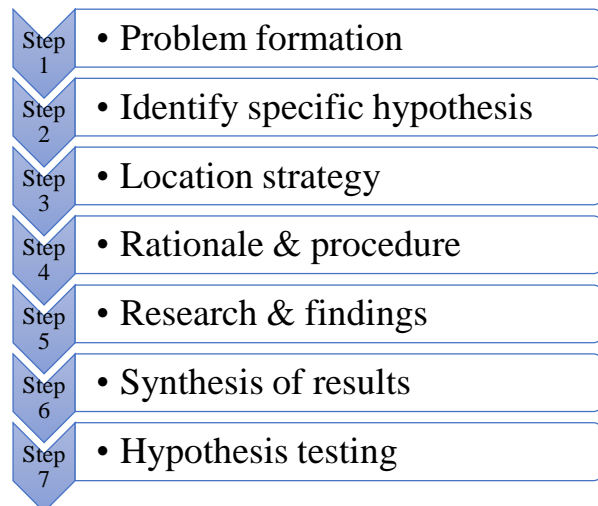 Step 1
• Problem formation
Step 2
• Identify specific hypothesis
Step 3
• Location strategy
Step 4
• Rationale & procedure
Step 5
• Research & findings
Step 6
• Synthesis of results
Step 7
• Hypothesis testing